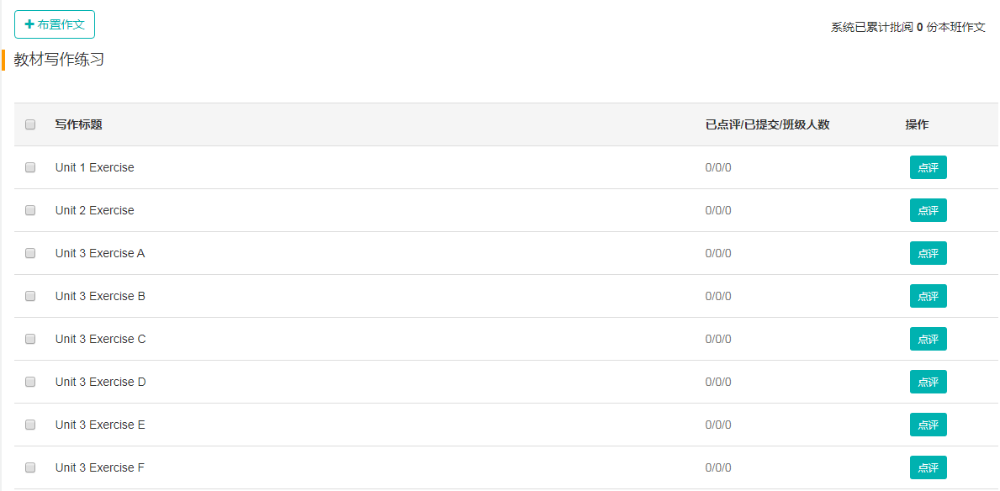 布置作文
系统已累计批阅 0 份本班作文
教材写作练习
写作标题 已点评/已提交/班级人数 操作
Unit 1 Exercise 0/0/0 点评
Unit 2 Exercise 0/0/0 点评
Unit 3 Exercise A 0/0/0 点评
Unit 3 Exercise B 0/0/0 点评
Unit 3 Exercise C 0/0/0 点评
Unit 3 Exercise D 0/0/0 点评
Unit 3 Exercise E 0/0/0 点评
Unit 3 Exercise F 0/0/0 点评